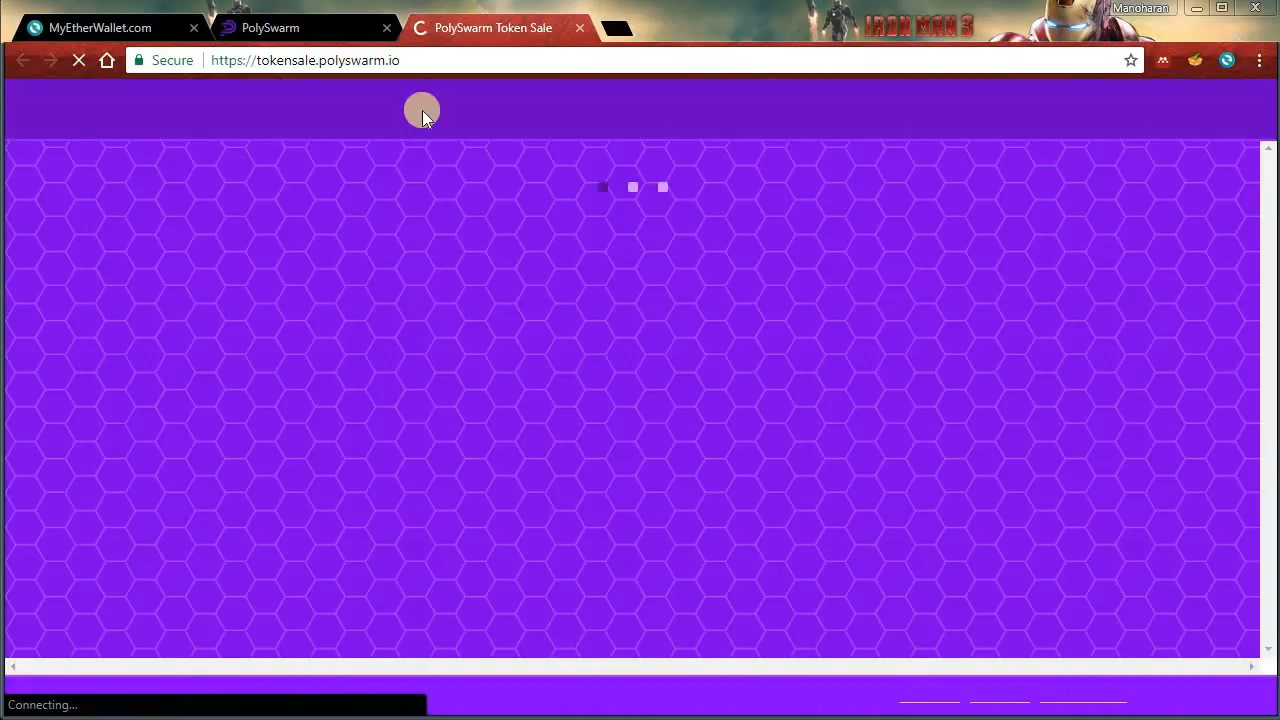 MyEtherWallet.com
PolySwarm
PolySwarm Token Sale
IRON MAN 3
Manoharan
Secure
https://tokensale.polyswarm.io
Connecting...